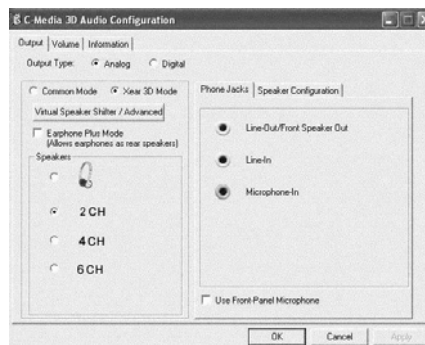 C-Media 3D Audio Configuration
Output Volume Information
Output Type: Analog Digital
Common Mode Xear 3D Mode
Virtual Speaker Shifter / Advanced
Earphone Plus Mode
(Allows earphones as rear speakers)
Speakers
2 CH
4 CH
6 CH
Phone Jacks Speaker Configuration
Line-Out/Front Speaker Out
Line-In
Microphone-In
Use Front-Panel Microphone
OK Cancel Apply